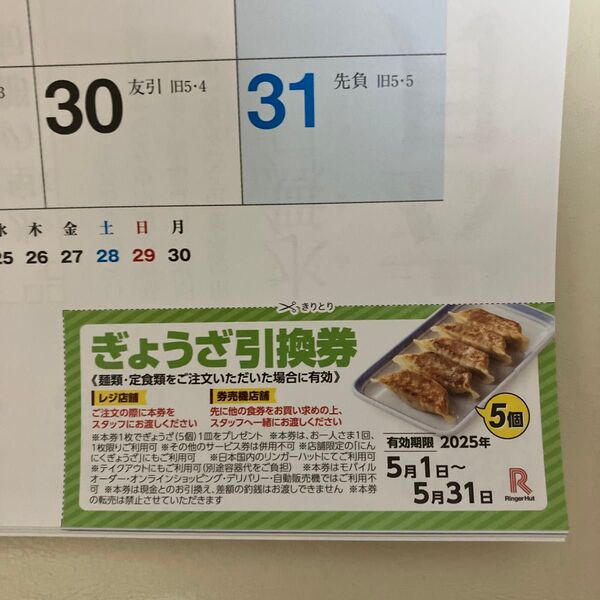 3
30 友引 旧5・4
31 先負 旧5・5
水 木 金 土 日 月
25 26 27 28 29 30
きりとり
ぎょうざ引換券
《麺類・定食類をご注文いただいた場合に有効》
レジ店舗
ご注文の際に本券を
スタッフにお渡しください
券売機店舗
先に他の食券をお買い求めの上、
スタッフへ一緒にお渡しください
※本券1枚でぎょうざ(5個)1皿をプレゼント ※本券は、お一人さま1回、
1枚限りご利用可 ※その他のサービス券は併用不可 ※店舗限定の「にん
にくぎょうざ」にもご利用可 ※日本国内のリンガーハットにてご利用可
※テイクアウトにもご利用可(別途容器代をご負担) ※本券はモバイル
オーダー・オンラインショッピング・デリバリー・自動販売機ではご利用不
可 ※本券は現金とのお引換え、差額の釣銭はお渡しできません ※本券
の転売は禁止させていただきます
5個
有効期限 2025年
5月1日~
5月31日
R
RingerHut